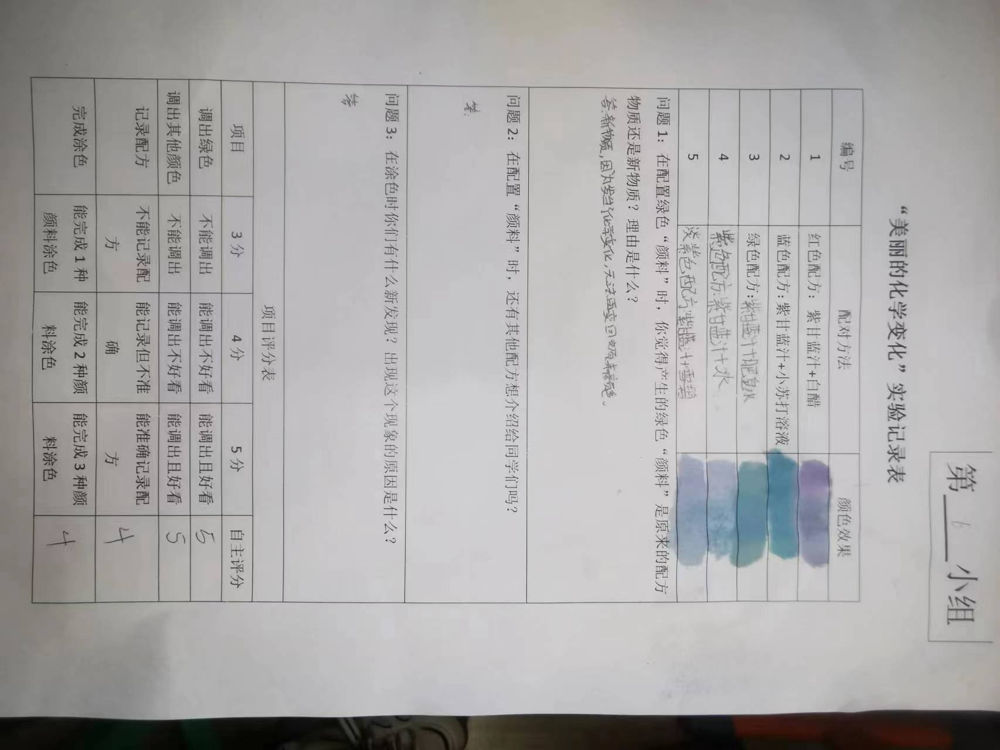 第 6 小组
“美丽的化学变化”实验记录表
编号 配对方法 颜色效果
1 红色配方：紫甘蓝汁+白醋
2 蓝色配方：紫甘蓝汁+小苏打溶液
3 绿色配方：紫甘蓝汁+肥皂水
4 紫色配方：紫甘蓝汁+水
5 淡紫色配方：紫甘蓝汁+雪碧
问题 1：在配置绿色“颜料”时，你觉得产生的绿色“颜料”是原来的配方
物质还是新物质？理由是什么？
答：新物质，因为发生化学变化，无法再变回
问题 2：在配置“颜料”时，还有其他配方想介绍给同学们吗？
答：
问题 3：在涂色时你们有什么新发现？出现这个现象的原因是什么？
答
项目评分表
项目 3 分 4 分 5 分 自主评分
调出绿色 不能调出 能调出不好看 能调出且好看 5
调出其他颜色 不能调出 能调出不好看 能调出且好看 5
记录配方 不能记录配 能记录但不准 能准确记录配 4
方 确 方
完成涂色 能完成 1 种 能完成 2 种颜 能完成 3 种颜 4
颜料涂色 料涂色 料涂色